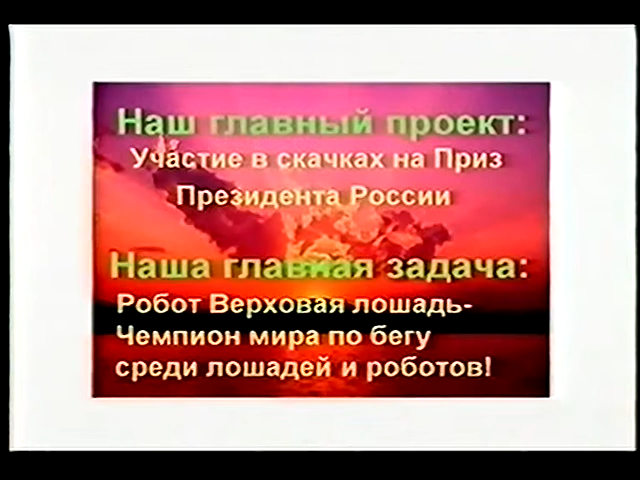 Наш главный проект:
Участие в скачках на Приз
Президента России
Наша главная задача:
Робот Верховая лошадь-
Чемпион мира по бегу
среди лошадей и роботов!